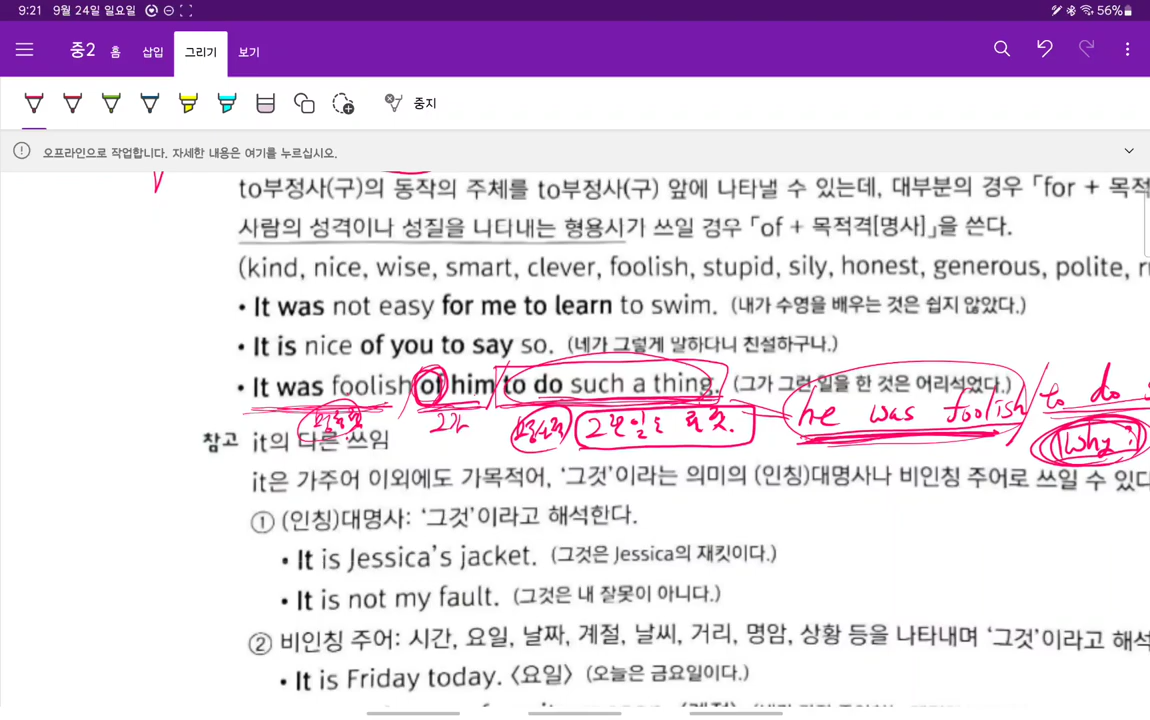 9:21 9월 24일 일요일 56%
중2 홈 삽입 그리기 보기
중지
오프라인으로 작업합니다. 자세한 내용은 여기를 누르십시오.
to부정사(구)의 동작의 주체를 to부정사(구) 앞에 나타낼 수 있는데, 대부분의 경우 「for + 목적
사람의 성격이나 성질을 나타내는 형용사가 쓰일 경우 「of + 목적격[명사]」을 쓴다.
(kind, nice, wise, smart, clever, foolish, stupid, sily, honest, generous, polite, r
• It was not easy for me to learn to swim. (내가 수영을 배우는 것은 쉽지 않았다.)
• It is nice of you to say so. (네가 그렇게 말하다니 친절하구나.)
• It was foolish of him to do such a thing. (그가 그런 일을 한 것은 어리석었다.)
he was foolish / to do
그가
why?
참고 it의 다른 쓰임
it은 가주어 이외에도 가목적어, ‘그것’이라는 의미의 (인칭)대명사나 비인칭 주어로 쓰일 수 있다
① (인칭)대명사: ‘그것’이라고 해석한다.
• It is Jessica’s jacket. (그것은 Jessica의 재킷이다.)
• It is not my fault. (그것은 내 잘못이 아니다.)
② 비인칭 주어: 시간, 요일, 날짜, 계절, 날씨, 거리, 명암, 상황 등을 나타내며 ‘그것’이라고 해석
• It is Friday today. 〈요일〉 (오늘은 금요일이다.)